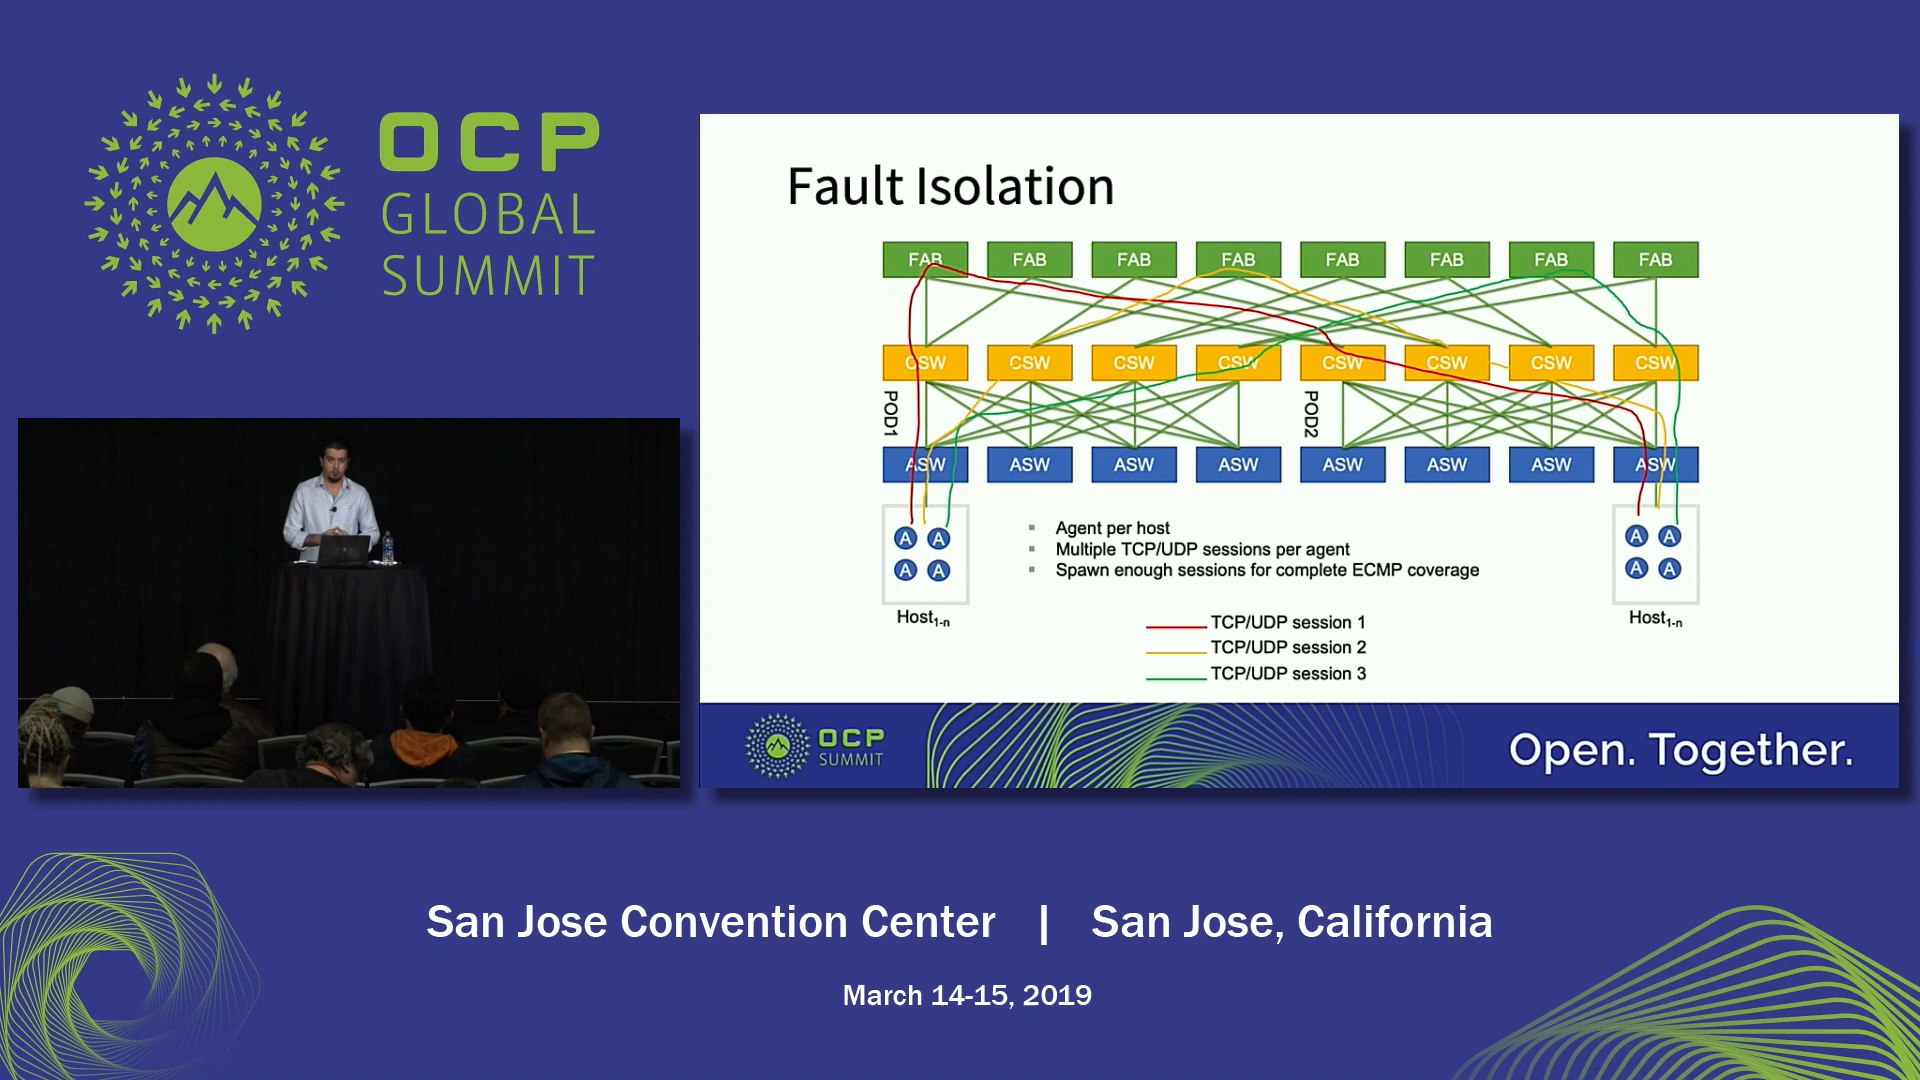 OCP
GLOBAL
SUMMIT
Fault Isolation
FAB FAB FAB FAB FAB FAB FAB FAB
CSW CSW CSW CSW CSW CSW CSW CSW
POD1 POD2
ASW ASW ASW ASW ASW ASW ASW ASW
A A
A A
Host1-n
▪ Agent per host
▪ Multiple TCP/UDP sessions per agent
▪ Spawn enough sessions for complete ECMP coverage
A A
A A
Host1-n
TCP/UDP session 1
TCP/UDP session 2
TCP/UDP session 3
OCP
SUMMIT
Open. Together.
San Jose Convention Center | San Jose, California
March 14-15, 2019